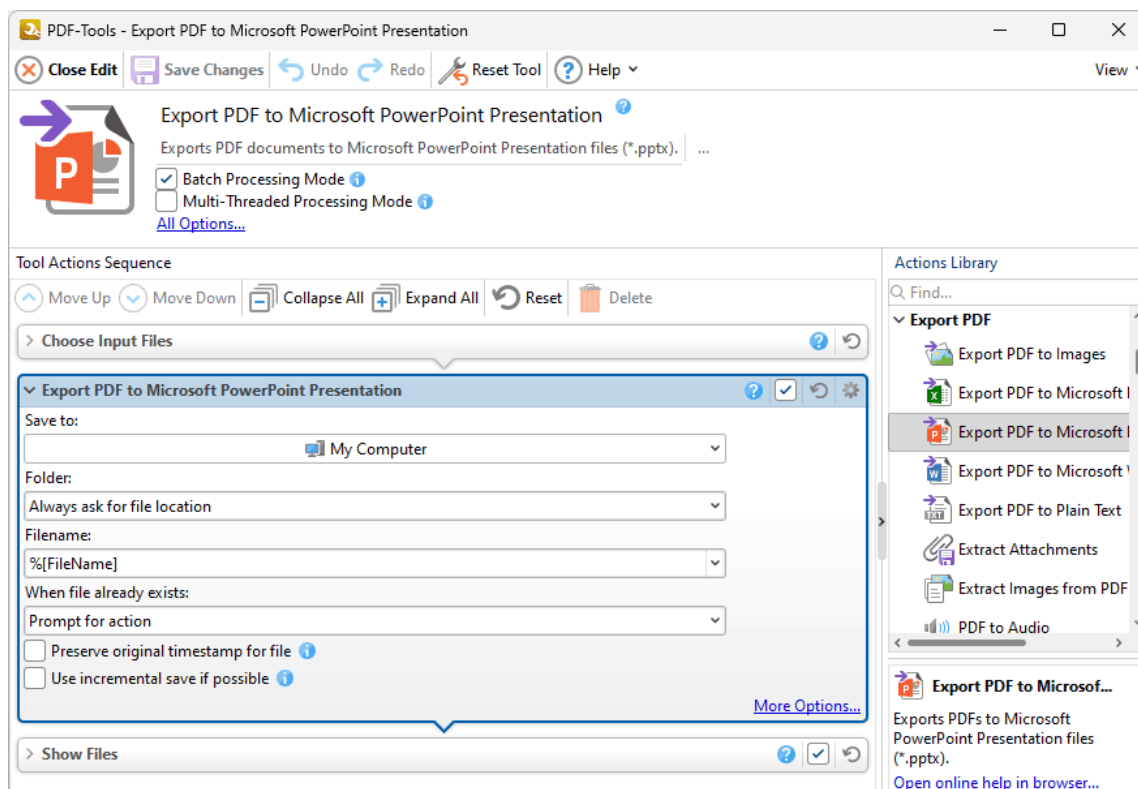 PDF-Tools - Export PDF to Microsoft PowerPoint Presentation
Close Edit Save Changes Undo Redo Reset Tool ? Help View
Export PDF to Microsoft PowerPoint Presentation ?
Exports PDF documents to Microsoft PowerPoint Presentation files (*.pptx). ...
P
Batch Processing Mode i
Multi-Threaded Processing Mode i
All Options...
Tool Actions Sequence
Move Up Move Down Collapse All Expand All Reset Delete
Choose Input Files ?
Export PDF to Microsoft PowerPoint Presentation ?
Save to:
My Computer
Folder:
Always ask for file location
Filename:
%[FileName]
When file already exists:
Prompt for action
Preserve original timestamp for file i
Use incremental save if possible i
More Options...
Show Files ?
Actions Library
Find...
Export PDF
Export PDF to Images
Export PDF to Microsoft
Export PDF to Microsoft
Export PDF to Microsoft
TXT Export PDF to Plain Text
Extract Attachments
Extract Images from PDF
PDF to Audio
Export PDF to Microsof...
Exports PDFs to Microsoft
PowerPoint Presentation files
(*.pptx).
Open online help in browser...